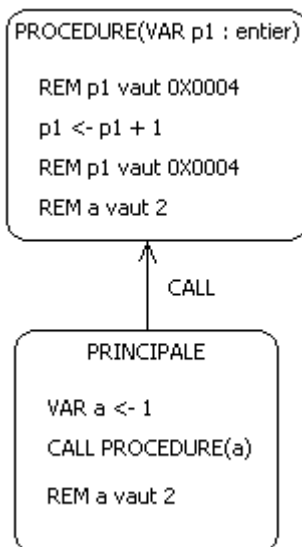 PROCEDURE(VAR p1 : entier)
REM p1 vaut 0X0004
p1 <- p1 + 1
REM p1 vaut 0X0004
REM a vaut 2
CALL
PRINCIPALE
VAR a <- 1
CALL PROCEDURE(a)
REM a vaut 2